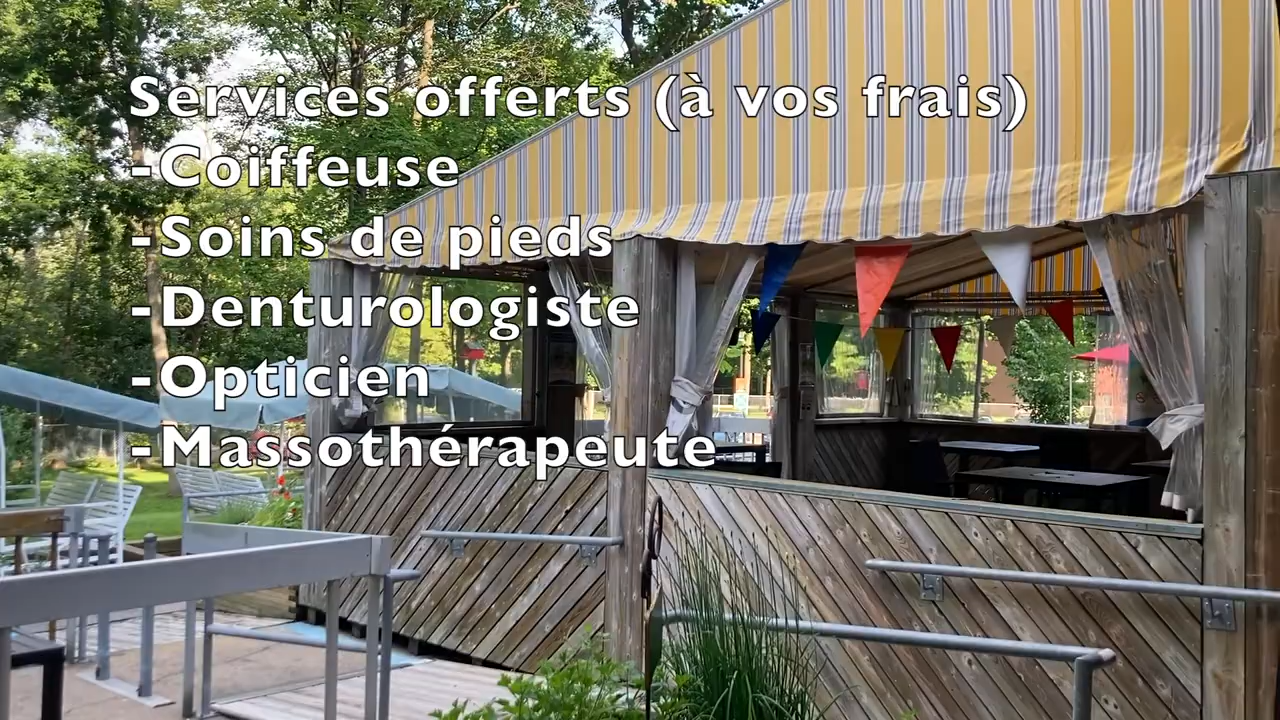 Services offerts (à vos frais)
-Coiffeuse
-Soins de pieds
-Denturologiste
-Opticien
-Massothérapeute